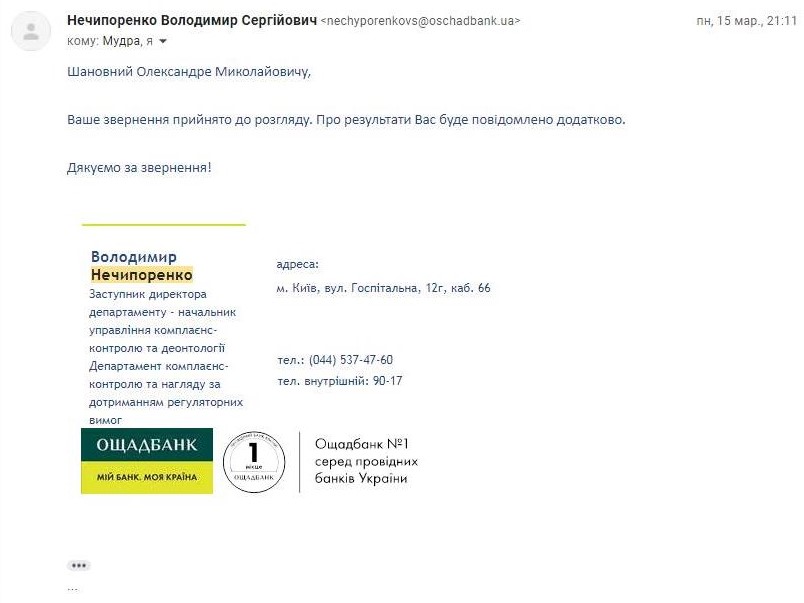 Нечипоренко Володимир Сергійович <nechyporenkovs@oschadbank.ua>
пн, 15 мар., 21:11
кому: Мудра, я
Шановний Олександре Миколайовичу,
Ваше звернення прийнято до розгляду. Про результати Вас буде повідомлено додатково.
Дякуємо за звернення!
Володимир
Нечипоренко
Заступник директора
департаменту - начальник
управління комплаєнс-
контролю та деонтології
Департамент комплаєнс-
контролю та нагляду за
дотриманням регуляторних
вимог
адреса:
м. Київ, вул. Госпітальна, 12г, каб. 66
тел.: (044) 537-47-60
тел. внутрішній: 90-17
ОЩАДБАНК
МІЙ БАНК. МОЯ КРАЇНА
1
місце
ОЩАДБАНК
Ощадбанк №1
серед провідних
банків України
...